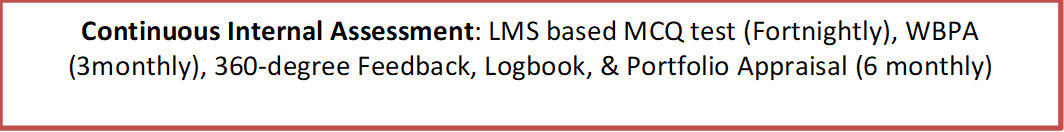 Continuous Internal Assessment: LMS based MCQ test (Fortnightly), WBPA
(3monthly), 360-degree Feedback, Logbook, & Portfolio Appraisal (6 monthly)